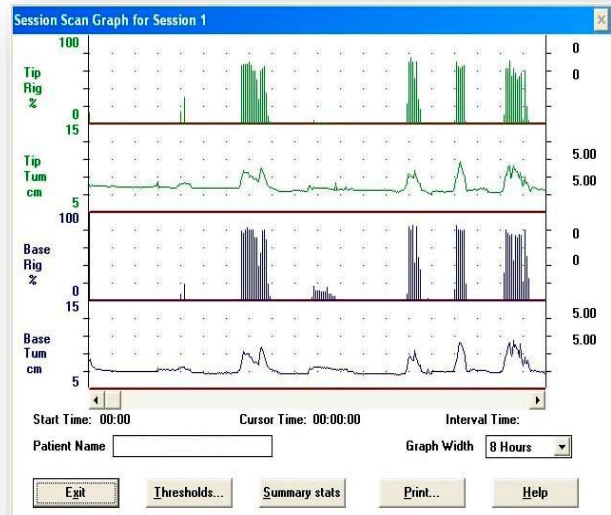 Session Scan Graph for Session 1
100
Tip
Rig
%
0
0
0
15
Tip
Tum
cm
5
5.00
5.00
100
Base
Rig
%
0
0
0
15
Base
Tum
cm
5
5.00
5.00
Start Time: 00:00 Cursor Time: 00:00:00 Interval Time:
Patient Name Graph Width 8 Hours
Exit Thresholds... Summary stats Print... Help